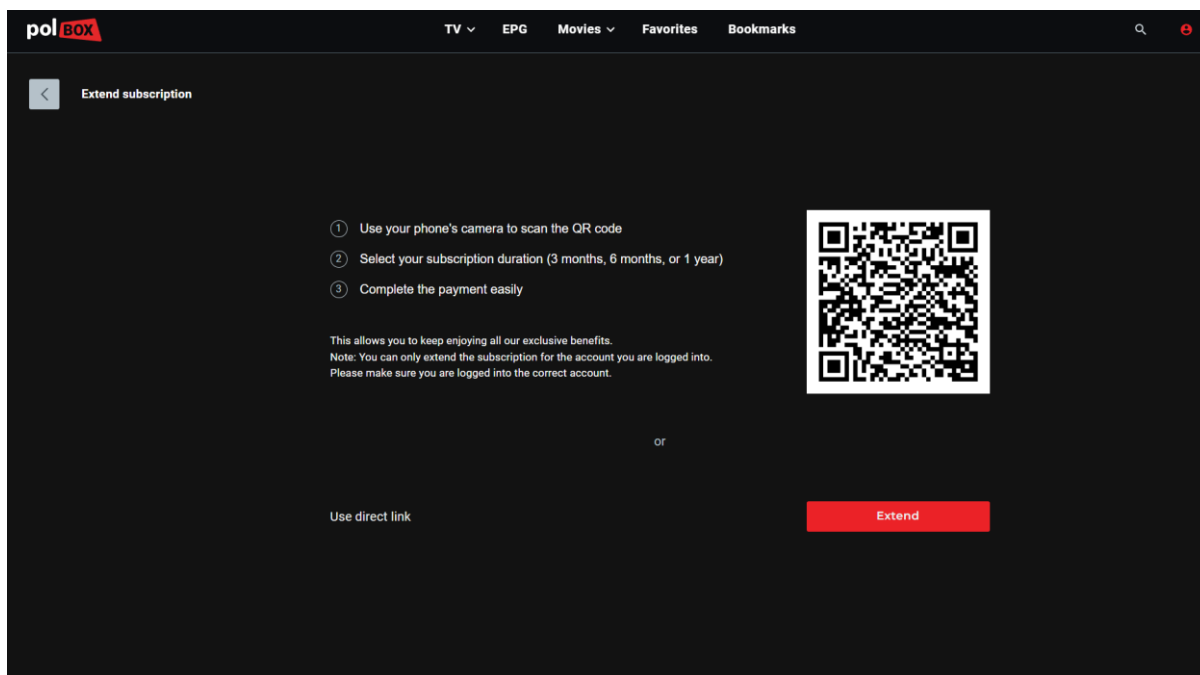 polBOX
TV EPG Movies Favorites Bookmarks
Extend subscription
1 Use your phone's camera to scan the QR code
2 Select your subscription duration (3 months, 6 months, or 1 year)
3 Complete the payment easily
This allows you to keep enjoying all our exclusive benefits.
Note: You can only extend the subscription for the account you are logged into.
Please make sure you are logged into the correct account.
or
Use direct link
Extend